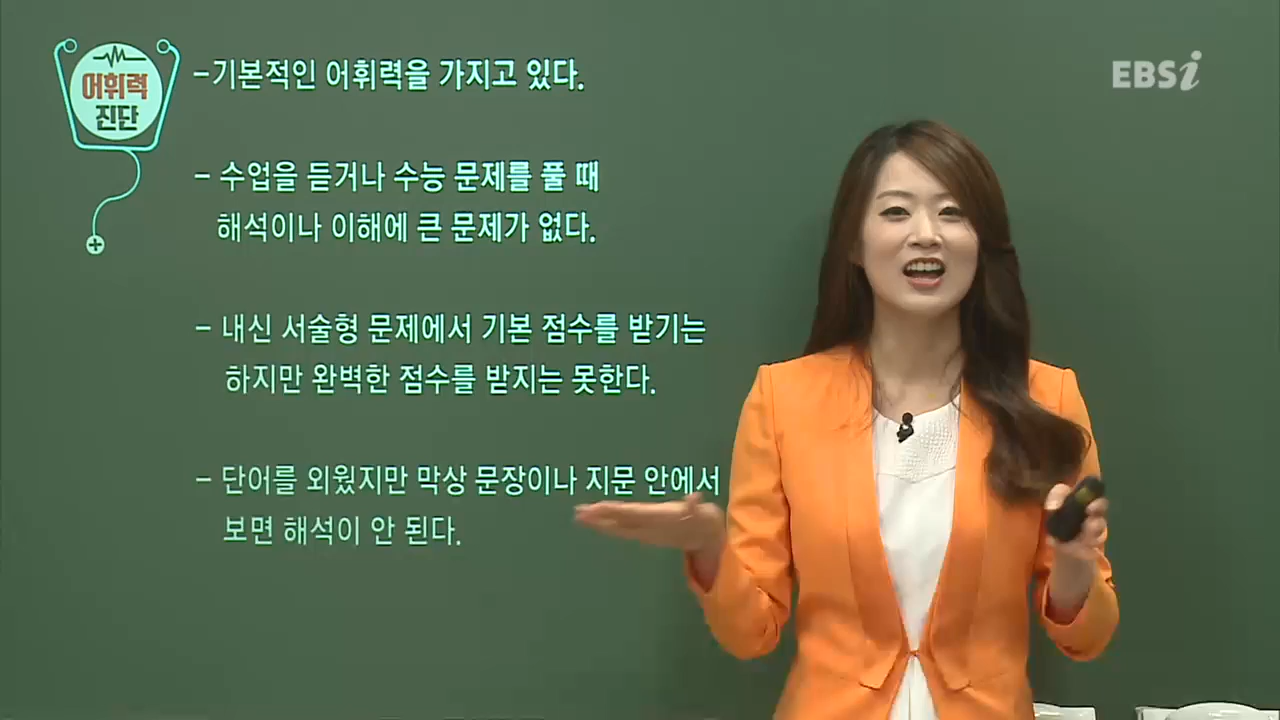 어휘력
진단
-기본적인 어휘력을 가지고 있다.
- 수업을 듣거나 수능 문제를 풀 때
해석이나 이해에 큰 문제가 없다.
- 내신 서술형 문제에서 기본 점수를 받기는
하지만 완벽한 점수를 받지는 못한다.
- 단어를 외웠지만 막상 문장이나 지문 안에서
보면 해석이 안 된다.
EBSi